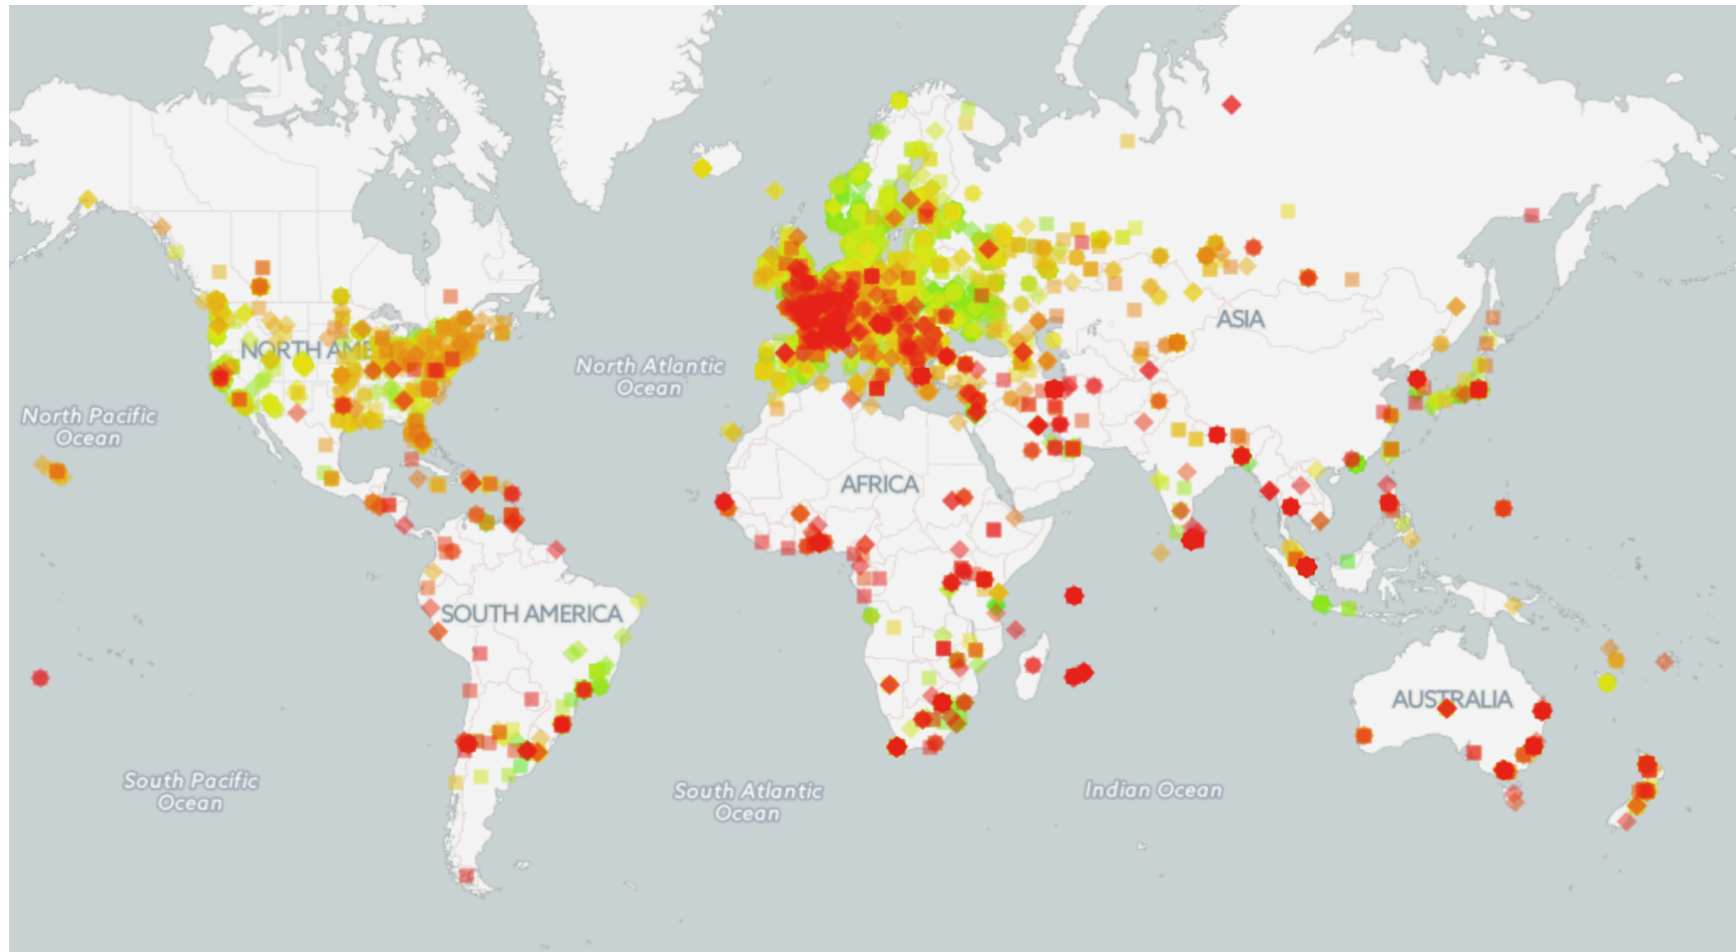 NORTH AME
ASIA
North Atlantic
Ocean
North Pacific
Ocean
AFRICA
SOUTH AMERICA
AUSTRALIA
South Pacific
Ocean
South Atlantic
Ocean
Indian Ocean